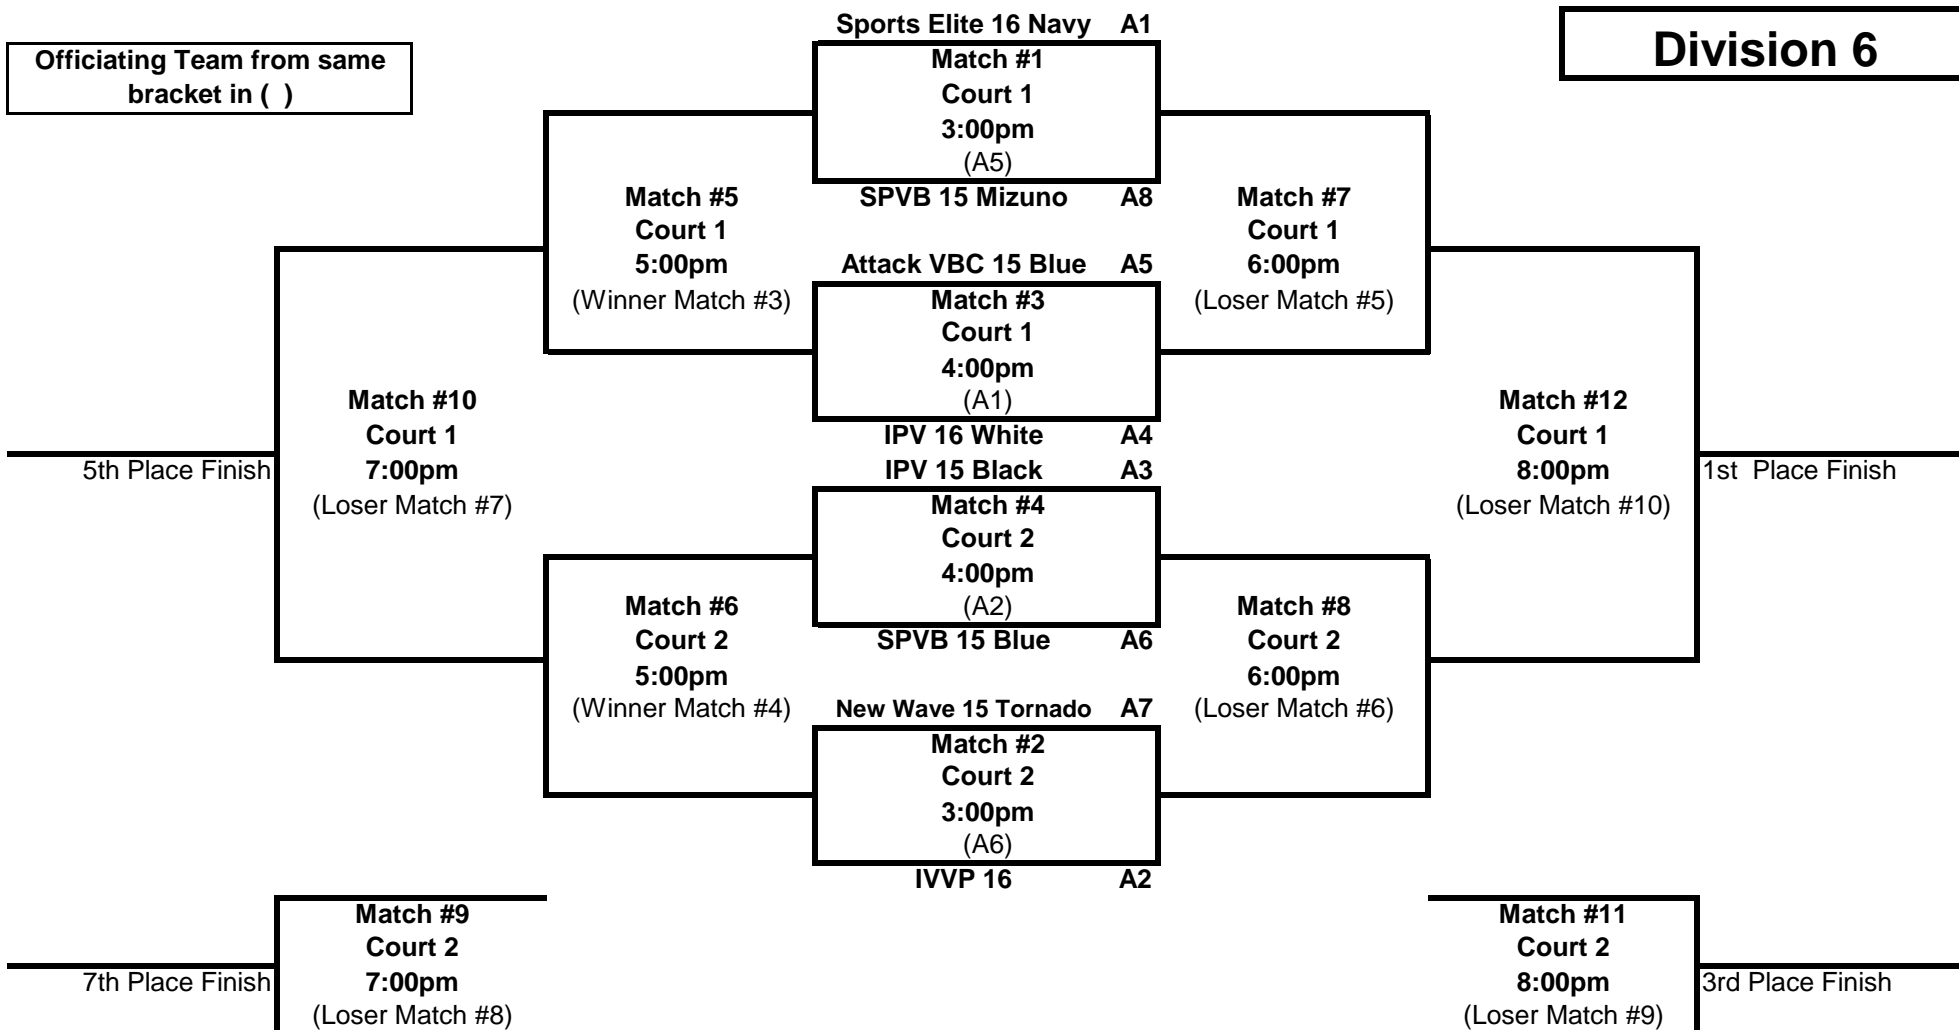 Sports Elite 16 Navy A1
Division 6
Officiating Team from same
bracket in ( )
Match #1
Court 1
3:00pm
(A5)
SPVB 15 Mizuno A8
Match #5
Court 1
5:00pm
(Winner Match #3)
Match #7
Court 1
6:00pm
(Loser Match #5)
Attack VBC 15 Blue A5
Match #3
Court 1
4:00pm
(A1)
IPV 16 White A4
Match #10
Court 1
7:00pm
(Loser Match #7)
5th Place Finish
Match #12
Court 1
8:00pm
(Loser Match #10)
1st  Place Finish
IPV 15 Black A3
Match #4
Court 2
4:00pm
(A2)
SPVB 15 Blue A6
Match #6
Court 2
5:00pm
(Winner Match #4)
Match #8
Court 2
6:00pm
(Loser Match #6)
New Wave 15 Tornado A7
Match #2
Court 2
3:00pm
(A6)
IVVP 16 A2
Match #9
Court 2
7:00pm
(Loser Match #8)
7th Place Finish
Match #11
Court 2
8:00pm
(Loser Match #9)
3rd Place Finish